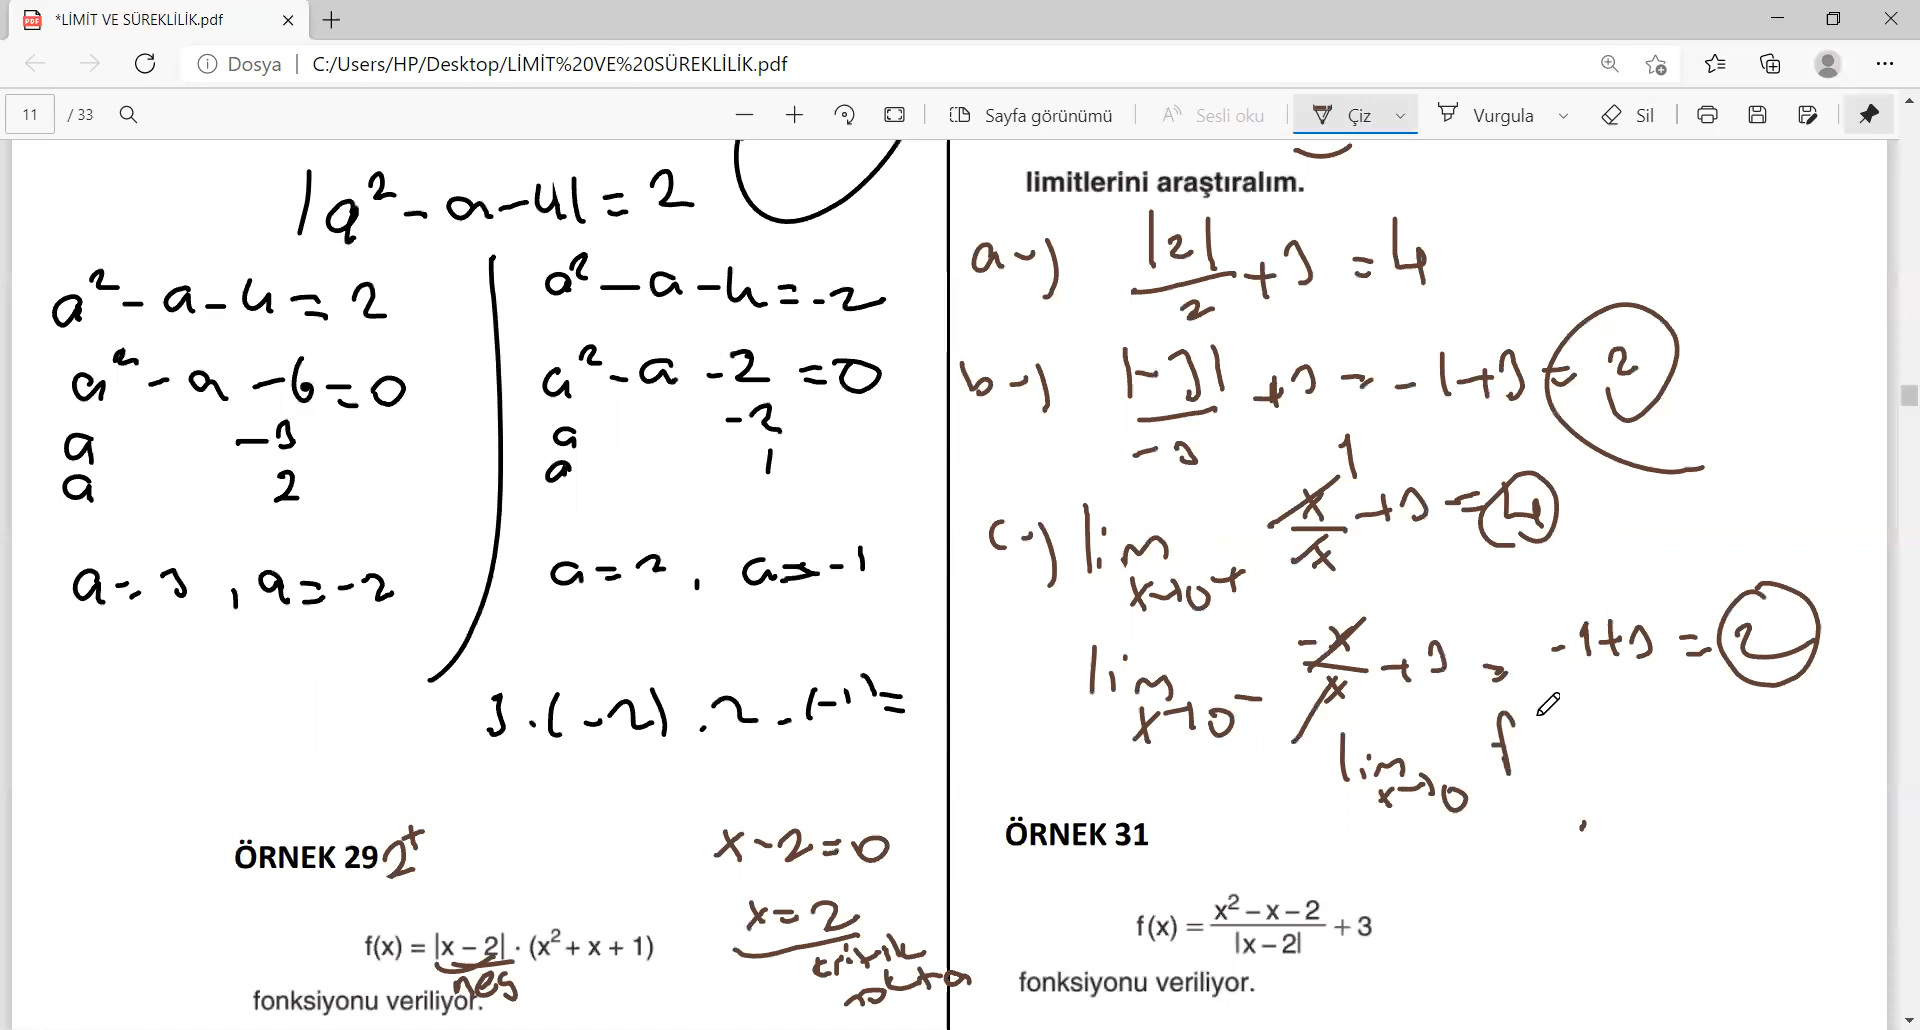 *LİMİT VE SÜREKLİLİK.pdf
Dosya | C:/Users/HP/Desktop/LİMİT%20VE%20SÜREKLİLİK.pdf
11 / 33
Sayfa görünümü
Sesli oku
Çiz
Vurgula
Sil
|a² - a - 4| = 2
a² - a - 4 = 2
a² - a - 6 = 0
a -3
a 2
a = 3 , a = -2
a² - a - 4 = -2
a² - a - 2 = 0
a -2
a 1
a = 2 , a = -1
3 . (-2) . 2 . (-1) =
ÖRNEK 29 2⁺
x - 2 = 0
x = 2
kritik
nokta
f(x) = |x – 2| · (x² + x + 1)
neg
fonksiyonu veriliyor.
limitlerini araştıralım.
a-) |2|/2 + 3 = 4
b-) |-3|/-3 + 3 = -1 + 3 = 2
c-) lim x→0⁺ x/x + 3 = 4
1
lim x→0⁻ -x/x + 3 = -1 + 3 = 2
lim x→0 f
ÖRNEK 31
f(x) = (x² – x – 2)/|x – 2| + 3
fonksiyonu veriliyor.